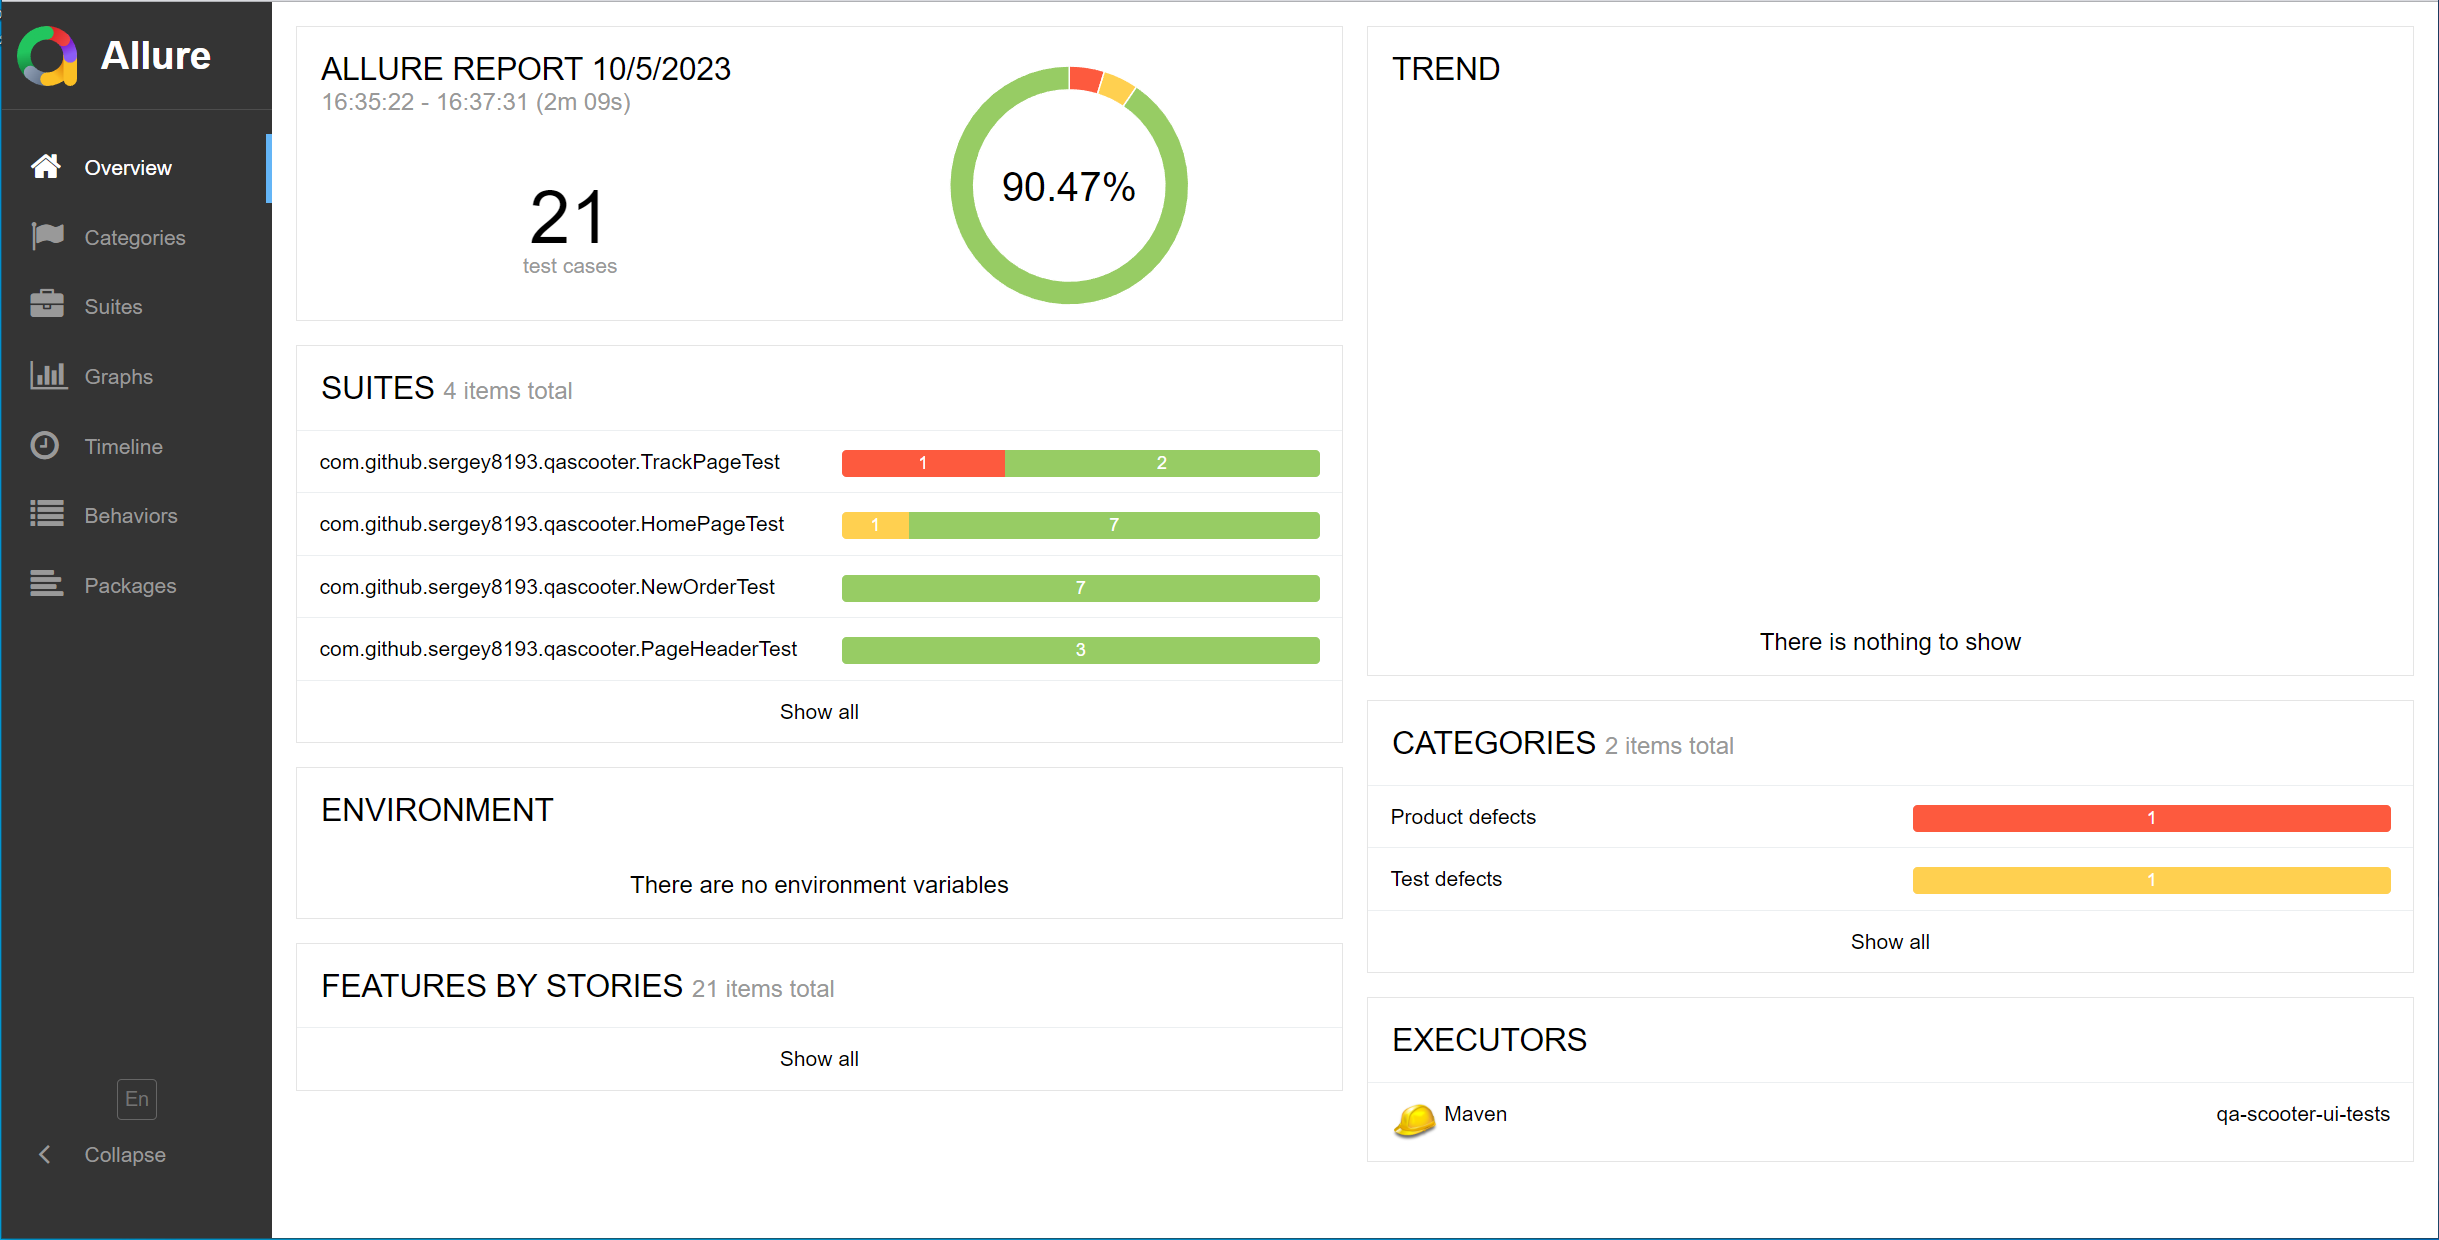 Allure
Overview
Categories
Suites
Graphs
Timeline
Behaviors
Packages
En
Collapse
ALLURE REPORT 10/5/2023
16:35:22 - 16:37:31 (2m 09s)
21
test cases
90.47%
SUITES 4 items total
com.github.sergey8193.qascooter.TrackPageTest 1 2
com.github.sergey8193.qascooter.HomePageTest 1 7
com.github.sergey8193.qascooter.NewOrderTest 7
com.github.sergey8193.qascooter.PageHeaderTest 3
Show all
ENVIRONMENT
There are no environment variables
FEATURES BY STORIES 21 items total
Show all
TREND
There is nothing to show
CATEGORIES 2 items total
Product defects 1
Test defects 1
Show all
EXECUTORS
Maven qa-scooter-ui-tests